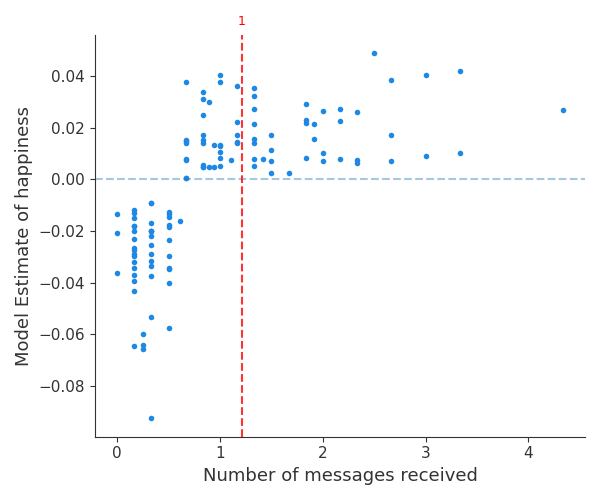 1
0.04
0.02
0.00
−0.02
−0.04
−0.06
−0.08
Model Estimate of happiness
0 1 2 3 4
Number of messages received